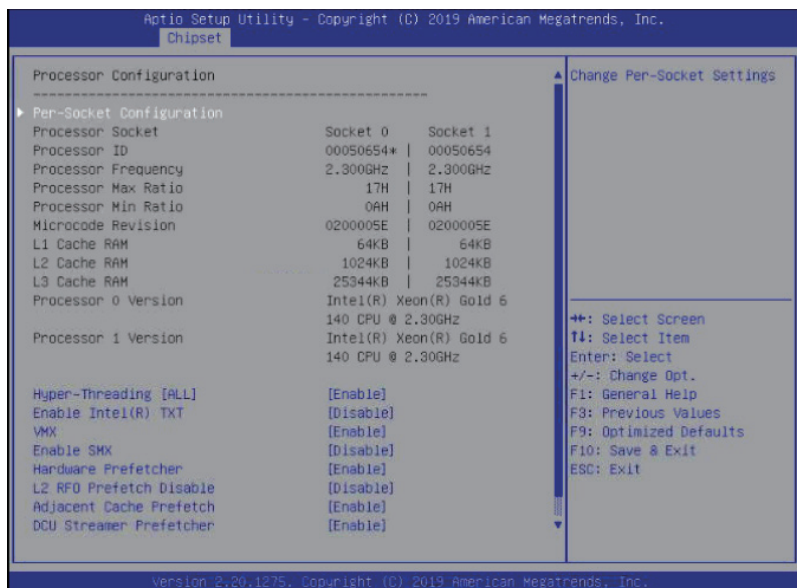 Aptio Setup Utility - Copyright (C) 2019 American Megatrends, Inc.
Chipset
Processor Configuration
--------------------------------------------------
Per-Socket Configuration
Processor Socket Socket 0 Socket 1
Processor ID 00050654* | 00050654
Processor Frequency 2.300GHz | 2.300GHz
Processor Max Ratio 17H | 17H
Processor Min Ratio 0AH | 0AH
Microcode Revision 0200005E | 0200005E
L1 Cache RAM 64KB | 64KB
L2 Cache RAM 1024KB | 1024KB
L3 Cache RAM 25344KB | 25344KB
Processor 0 Version Intel(R) Xeon(R) Gold 6
140 CPU @ 2.30GHz
Processor 1 Version Intel(R) Xeon(R) Gold 6
140 CPU @ 2.30GHz
Hyper-Threading [ALL] [Enable]
Enable Intel(R) TXT [Disable]
VMX [Enable]
Enable SMX [Disable]
Hardware Prefetcher [Enable]
L2 RFO Prefetch Disable [Disable]
Adjacent Cache Prefetch [Enable]
DCU Streamer Prefetcher [Enable]
Change Per-Socket Settings
→←: Select Screen
↑↓: Select Item
Enter: Select
+/-: Change Opt.
F1: General Help
F3: Previous Values
F9: Optimized Defaults
F10: Save & Exit
ESC: Exit
Version 2.20.1275. Copyright (C) 2019 American Megatrends, Inc.